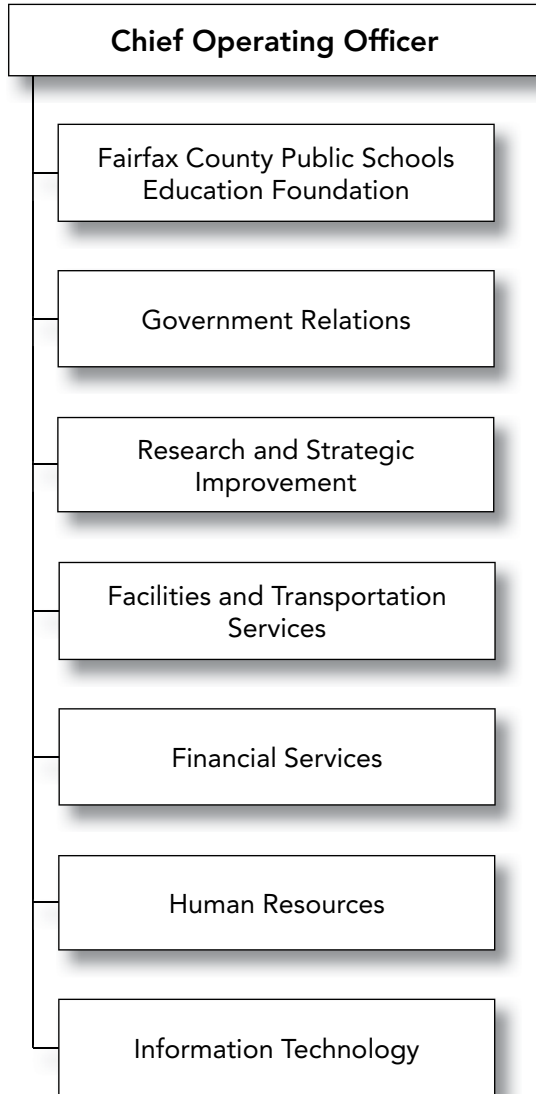 Chief Operating Officer
Fairfax County Public Schools
Education Foundation
Government Relations
Research and Strategic
Improvement
Facilities and Transportation
Services
Financial Services
Human Resources
Information Technology